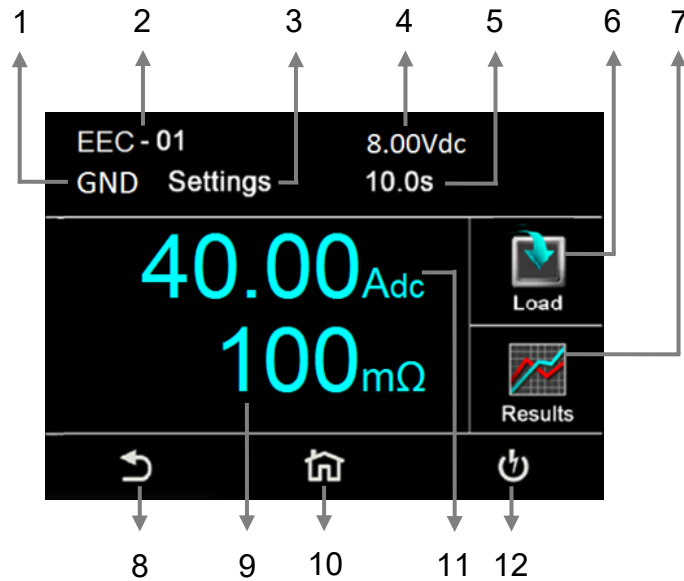 1 2 3 4 5 6 7
EEC - 01 8.00Vdc
GND Settings 10.0s
40.00Adc
Load
100mΩ
Results
8 9 10 11 12